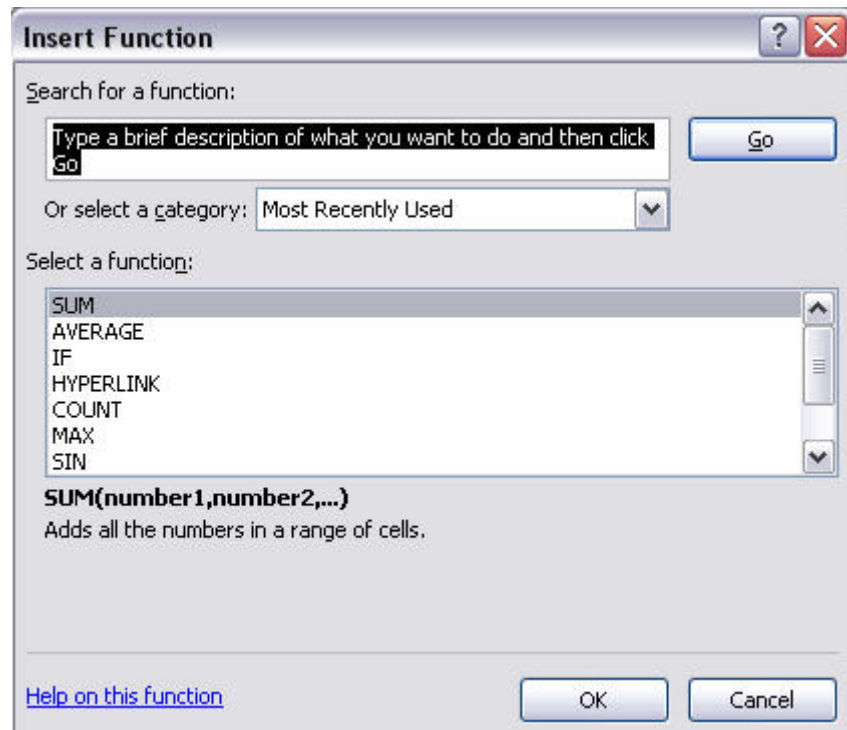 Insert Function
?
Search for a function:
Type a brief description of what you want to do and then click
Go
Go
Or select a category: Most Recently Used
Select a function:
SUM
AVERAGE
IF
HYPERLINK
COUNT
MAX
SIN
SUM(number1,number2,...)
Adds all the numbers in a range of cells.
Help on this function
OK
Cancel